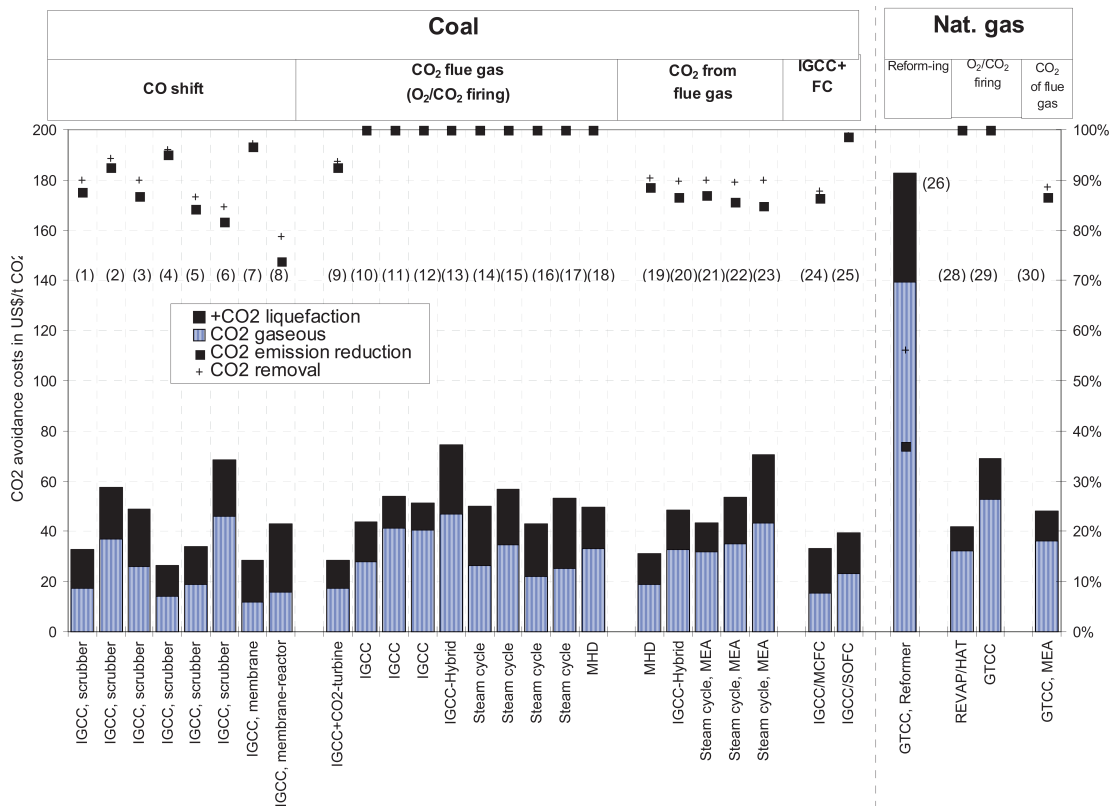 Coal
Nat. gas
CO shift
CO2 flue gas
(O2/CO2 firing)
CO2 from
flue gas
IGCC+
FC
Reform-ing
O2/CO2
firing
CO2
of flue
gas
CO2 avoidance costs in US$/t CO2
200
180
160
140
120
100
80
60
40
20
0
100%
90%
80%
70%
60%
50%
40%
30%
20%
10%
0%
(26)
(1) (2) (3) (4) (5) (6) (7) (8) (9) (10) (11) (12) (13) (14) (15) (16) (17) (18) (19) (20) (21) (22) (23) (24) (25) (28) (29) (30)
+CO2 liquefaction
CO2 gaseous
CO2 emission reduction
CO2 removal
IGCC, scrubber
IGCC, scrubber
IGCC, scrubber
IGCC, scrubber
IGCC, scrubber
IGCC, scrubber
IGCC, membrane
IGCC, membrane-reactor
IGCC+CO2-turbine
IGCC
IGCC
IGCC
IGCC-Hybrid
Steam cycle
Steam cycle
Steam cycle
Steam cycle
MHD
MHD
IGCC-Hybrid
Steam cycle, MEA
Steam cycle, MEA
Steam cycle, MEA
IGCC/MCFC
IGCC/SOFC
GTCC, Reformer
REVAP/HAT
GTCC
GTCC, MEA